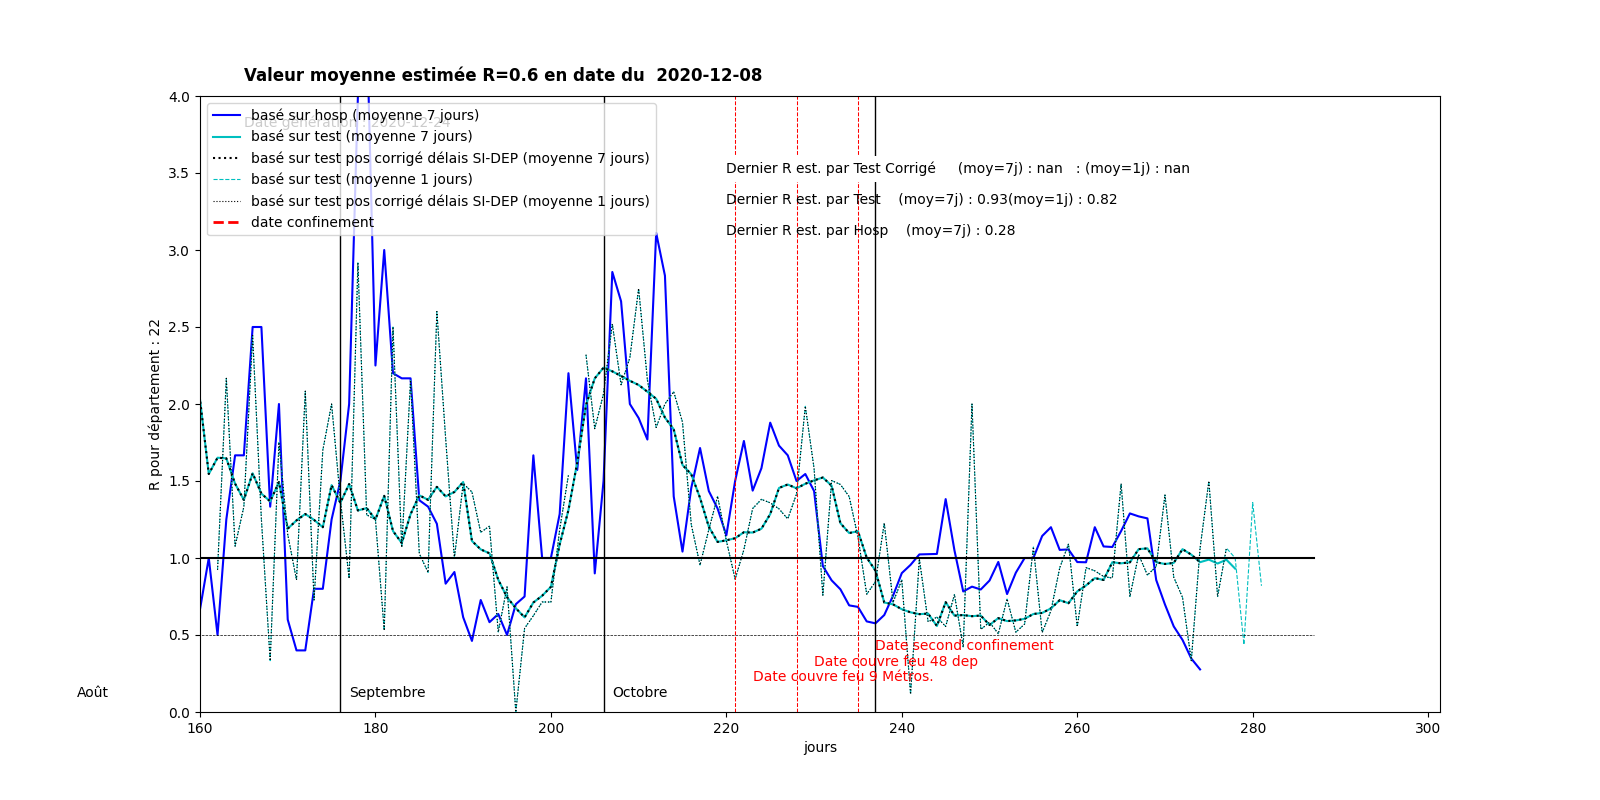 Valeur moyenne estimée R=0.6 en date du  2020-12-08
Date génération : 2020-12-24
basé sur hosp (moyenne 7 jours)
basé sur test (moyenne 7 jours)
basé sur test pos corrigé délais SI-DEP (moyenne 7 jours)
basé sur test (moyenne 1 jours)
basé sur test pos corrigé délais SI-DEP (moyenne 1 jours)
date confinement
Dernier R est. par Test Corrigé (moy=7j) : nan : (moy=1j) : nan
Dernier R est. par Test (moy=7j) : 0.93(moy=1j) : 0.82
Dernier R est. par Hosp (moy=7j) : 0.28
4.0
3.5
3.0
2.5
2.0
1.5
1.0
0.5
0.0
R pour département : 22
Date second confinement
Date couvre feu 48 dep
Date couvre feu 9 Métros.
Août
Septembre
Octobre
160 180 200 220 240 260 280 300
jours